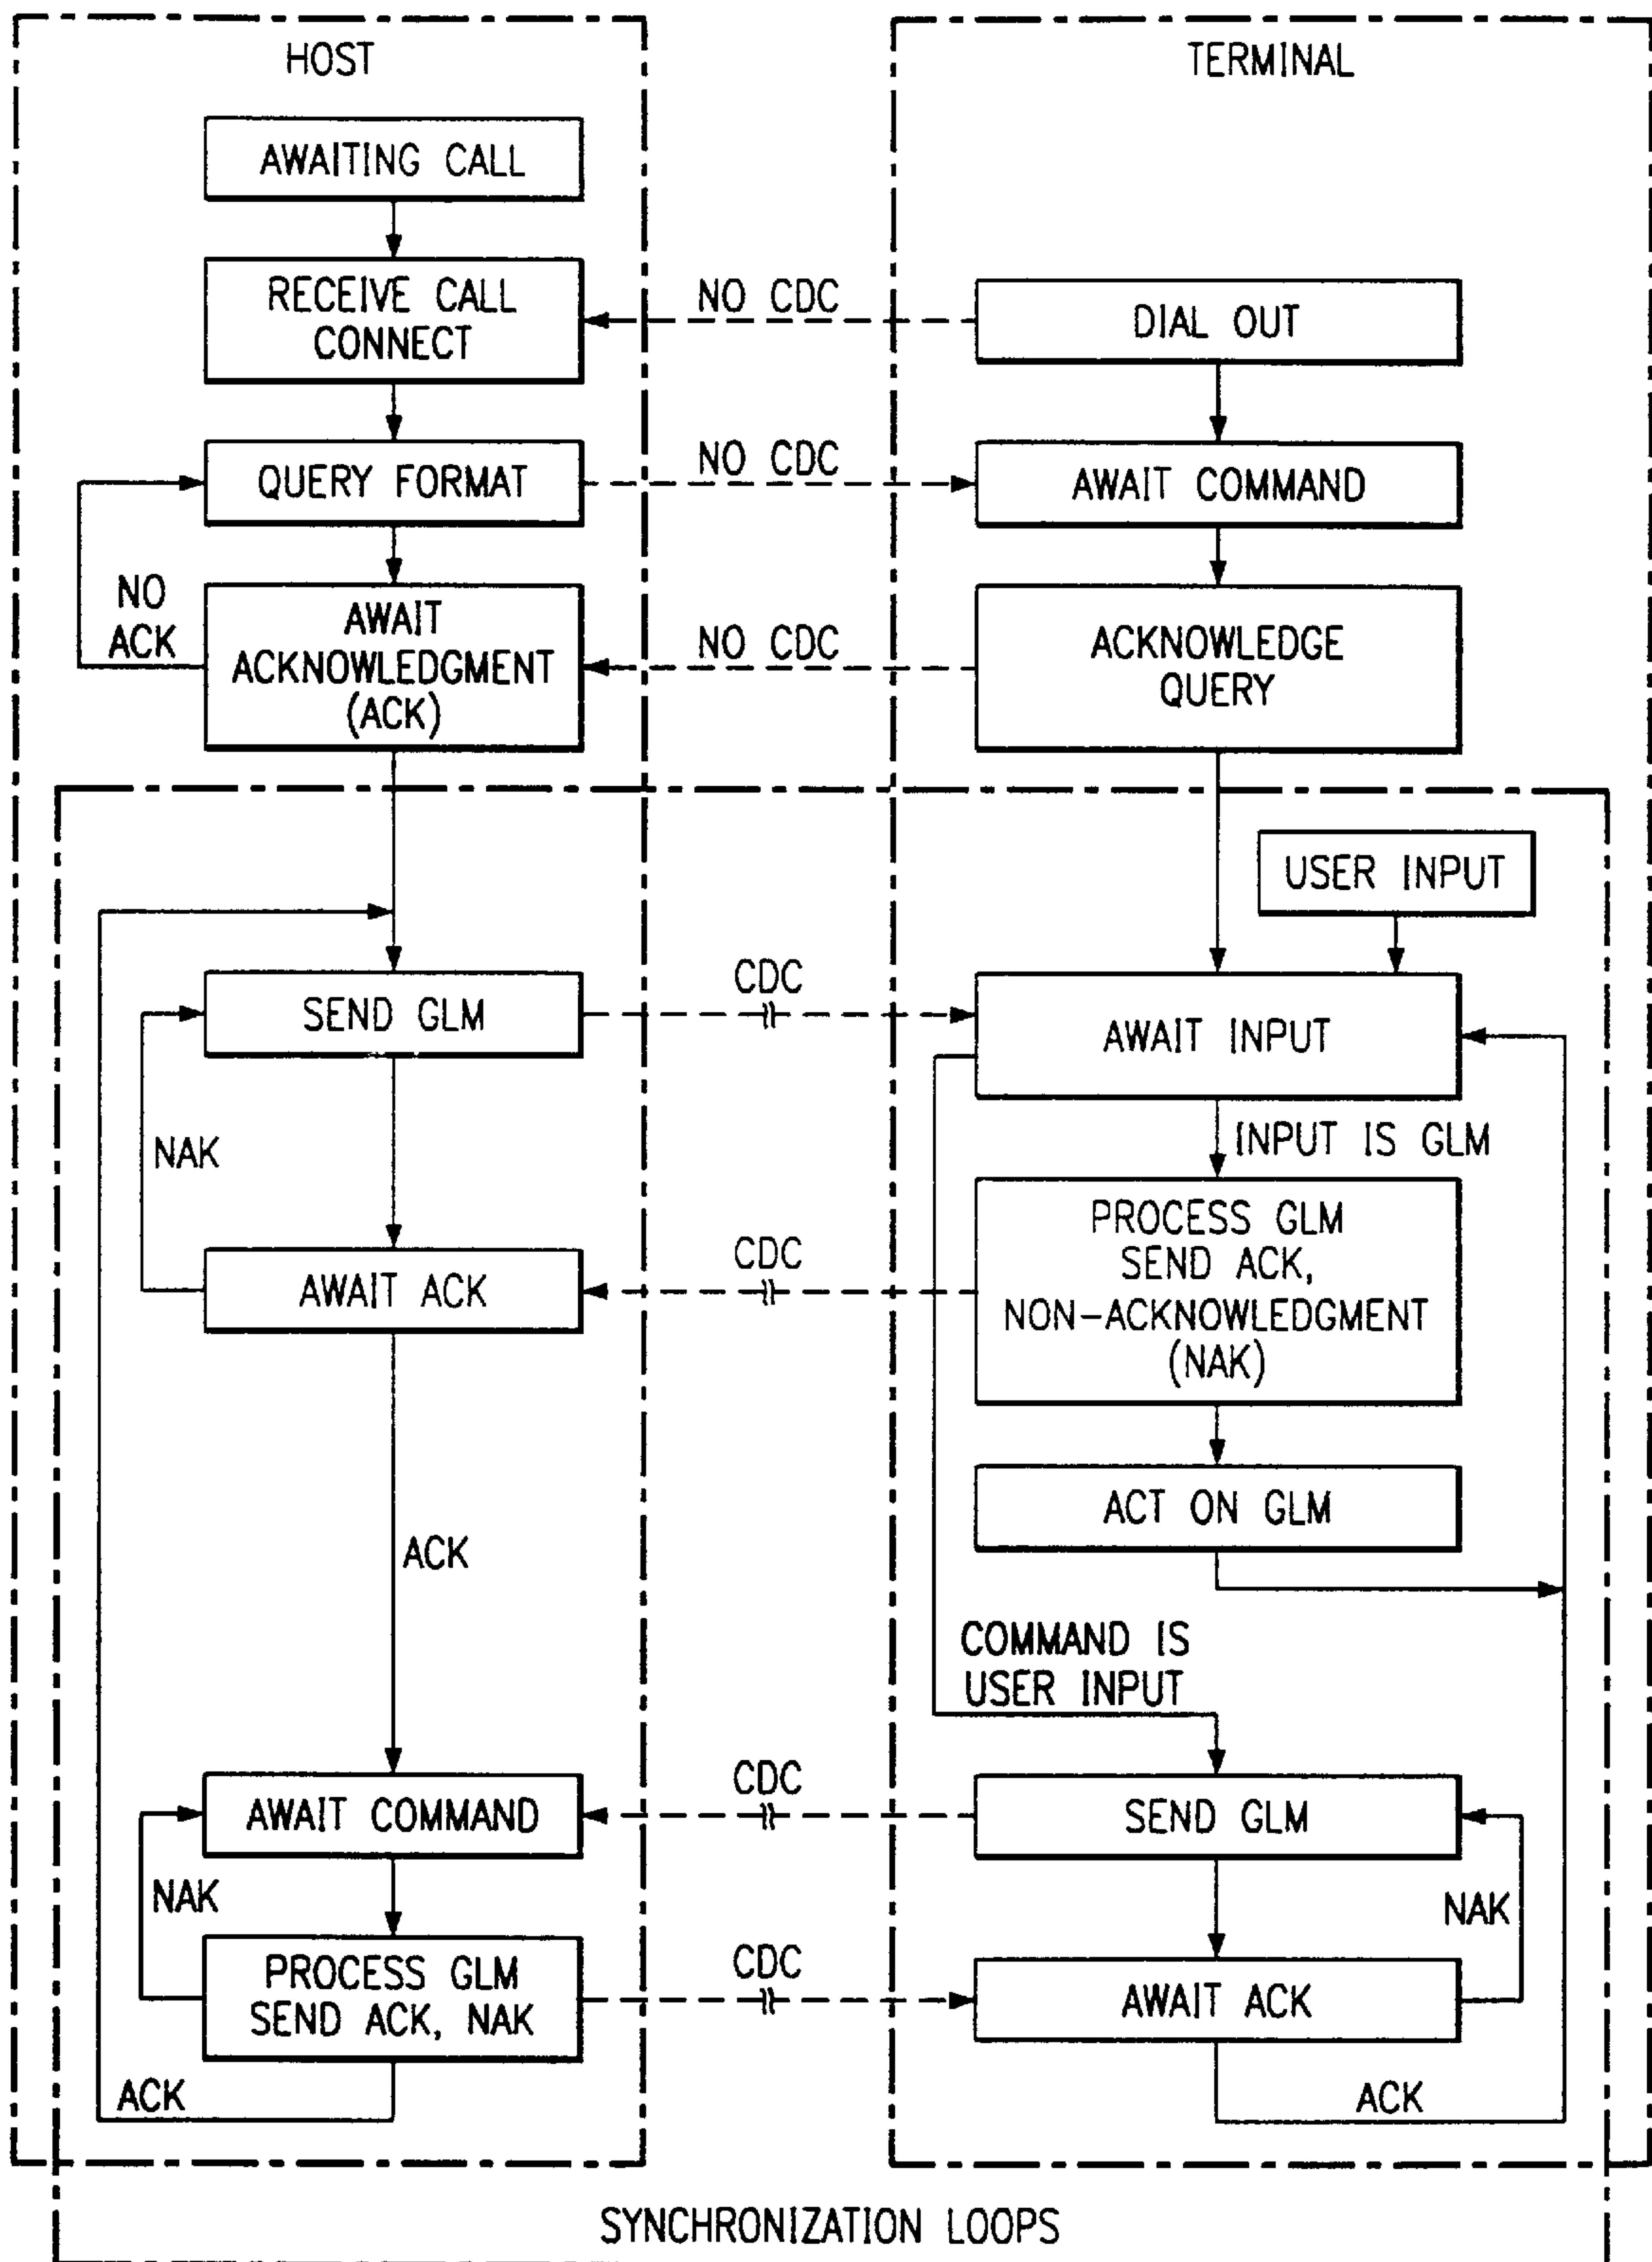 HOST
TERMINAL
AWAITING CALL
RECEIVE CALL
CONNECT
NO CDC
DIAL OUT
QUERY FORMAT
NO CDC
AWAIT COMMAND
NO
ACK
AWAIT
ACKNOWLEDGMENT
(ACK)
NO CDC
ACKNOWLEDGE
QUERY
USER INPUT
SEND GLM
CDC
AWAIT INPUT
NAK
INPUT IS GLM
AWAIT ACK
CDC
PROCESS GLM
SEND ACK,
NON-ACKNOWLEDGMENT
(NAK)
ACT ON GLM
ACK
COMMAND IS
USER INPUT
AWAIT COMMAND
CDC
SEND GLM
NAK
NAK
PROCESS GLM
SEND ACK, NAK
CDC
AWAIT ACK
ACK
ACK
SYNCHRONIZATION LOOPS